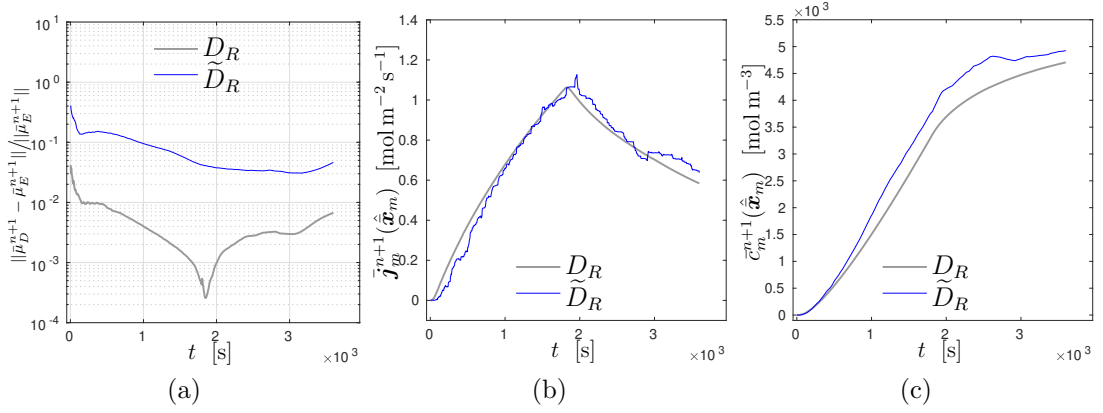 10^1
10^0
10^-1
10^-2
10^-3
10^-4
0
1
2
3
×10^3
t [s]
||μ̄_D^{n+1} − μ̄_E^{n+1}||/||μ̄_E^{n+1}||
D_R
D̃_R
(a)
1.4
1.2
1
0.8
0.6
0.4
0.2
0
0
1
2
3
×10^3
t [s]
j̄_m^{n+1}(x̂̄_m) [mol m^−2 s^−1]
D_R
D̃_R
(b)
×10^3
5.5
5
4.5
4
3.5
3
2.5
2
1.5
1
0.5
0
0
1
2
3
×10^3
t [s]
c̄_m^{n+1}(x̂̄_m) [mol m^−3]
D_R
D̃_R
(c)